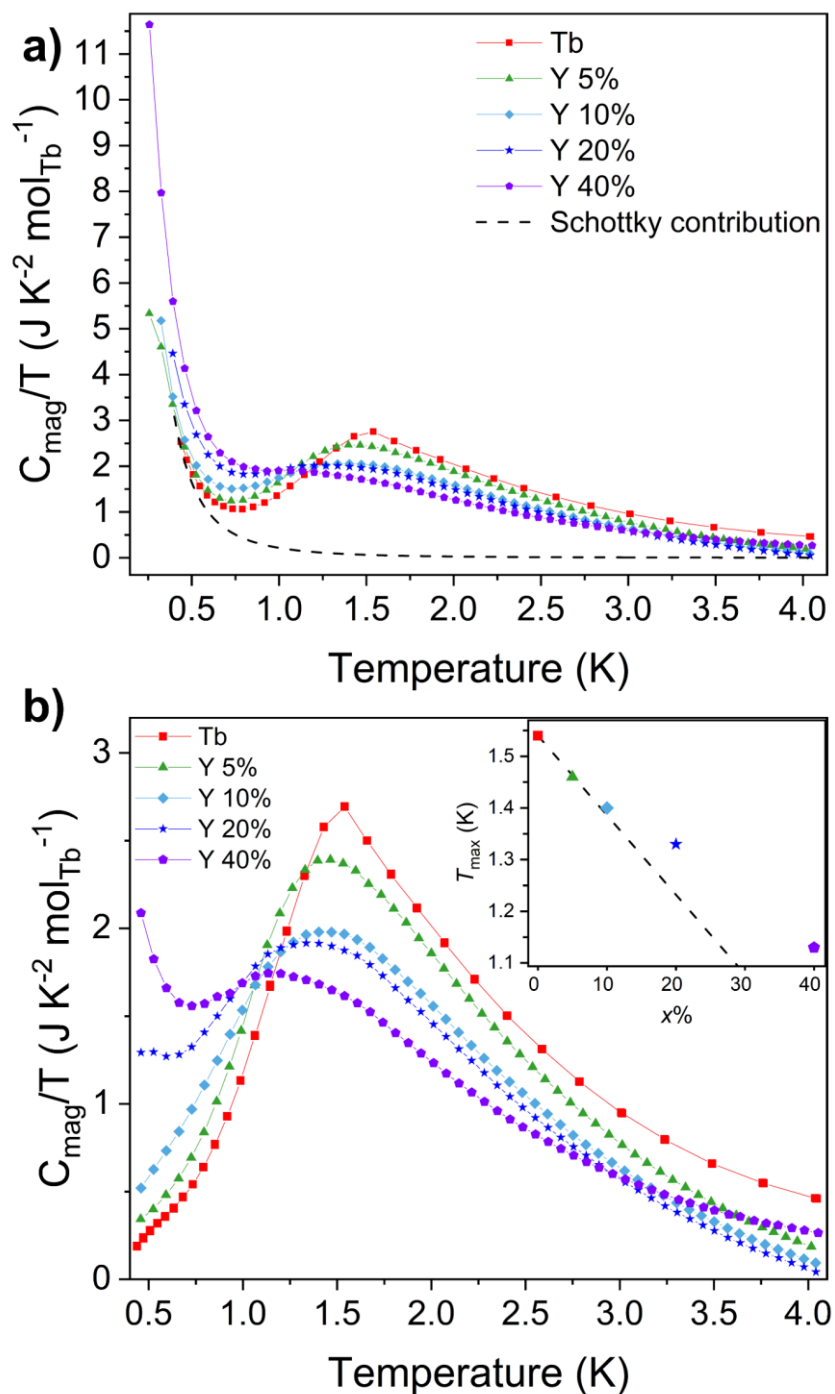 a)
Tb
Y 5%
Y 10%
Y 20%
Y 40%
Schottky contribution
11
10
9
8
7
6
5
4
3
2
1
0
C_mag/T (J K⁻² mol_Tb⁻¹)
0.5 1.0 1.5 2.0 2.5 3.0 3.5 4.0
Temperature (K)
b)
Tb
Y 5%
Y 10%
Y 20%
Y 40%
3
2
1
0
C_mag/T (J K⁻² mol_Tb⁻¹)
1.5
1.4
1.3
1.2
1.1
T_max (K)
0 10 20 30 40
x%
0.5 1.0 1.5 2.0 2.5 3.0 3.5 4.0
Temperature (K)